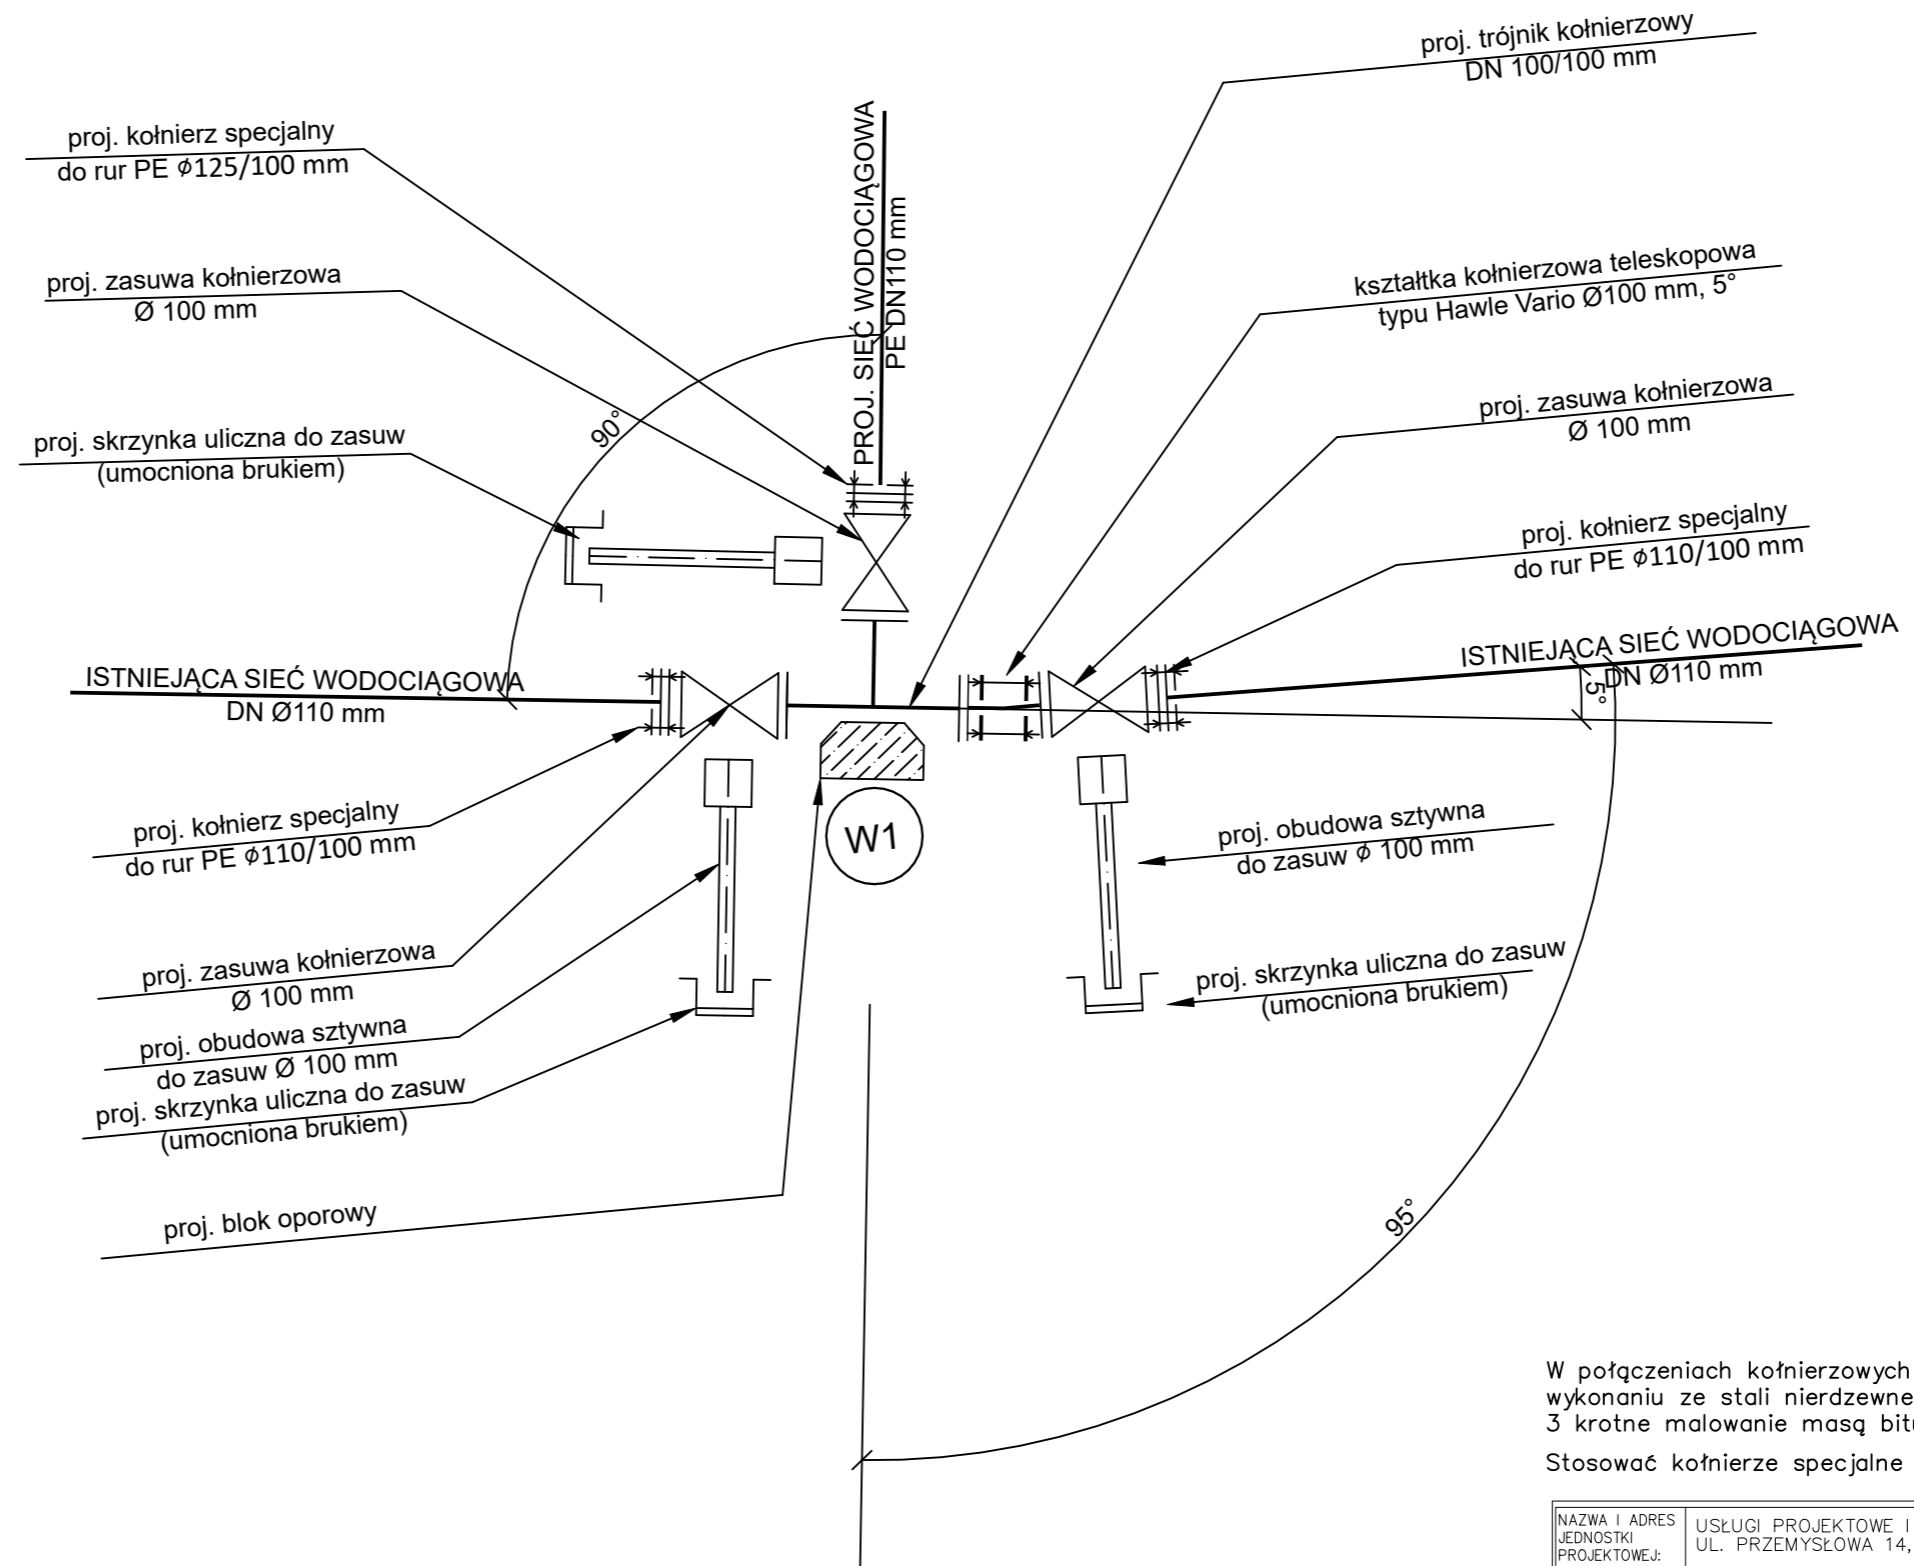 proj. trójnik kołnierzowy
DN 100/100 mm
proj. kołnierz specjalny
do rur PE ϕ125/100 mm
PROJ. SIEĆ WODOCIĄGOWA
PE DN110 mm
proj. zasuwa kołnierzowa
Ø 100 mm
kształtka kołnierzowa teleskopowa
typu Hawle Vario Ø100 mm, 5°
proj. zasuwa kołnierzowa
Ø 100 mm
90°
proj. skrzynka uliczna do zasuw
(umocniona brukiem)
proj. kołnierz specjalny
do rur PE ϕ110/100 mm
ISTNIEJĄCA SIEĆ WODOCIĄGOWA
DN Ø110 mm
ISTNIEJĄCA SIEĆ WODOCIĄGOWA
DN Ø110 mm
5°
proj. kołnierz specjalny
do rur PE ϕ110/100 mm
W1
proj. obudowa sztywna
do zasuw ϕ 100 mm
proj. zasuwa kołnierzowa
Ø 100 mm
proj. skrzynka uliczna do zasuw
(umocniona brukiem)
proj. obudowa sztywna
do zasuw Ø 100 mm
proj. skrzynka uliczna do zasuw
(umocniona brukiem)
proj. blok oporowy
95°
W połączeniach kołnierzowych
wykonaniu ze stali nierdzewne
3 krotne malowanie masą bitu
Stosować kołnierze specjalne
NAZWA I ADRES
JEDNOSTKI
PROJEKTOWEJ:
USŁUGI PROJEKTOWE I
UL. PRZEMYSŁOWA 14,